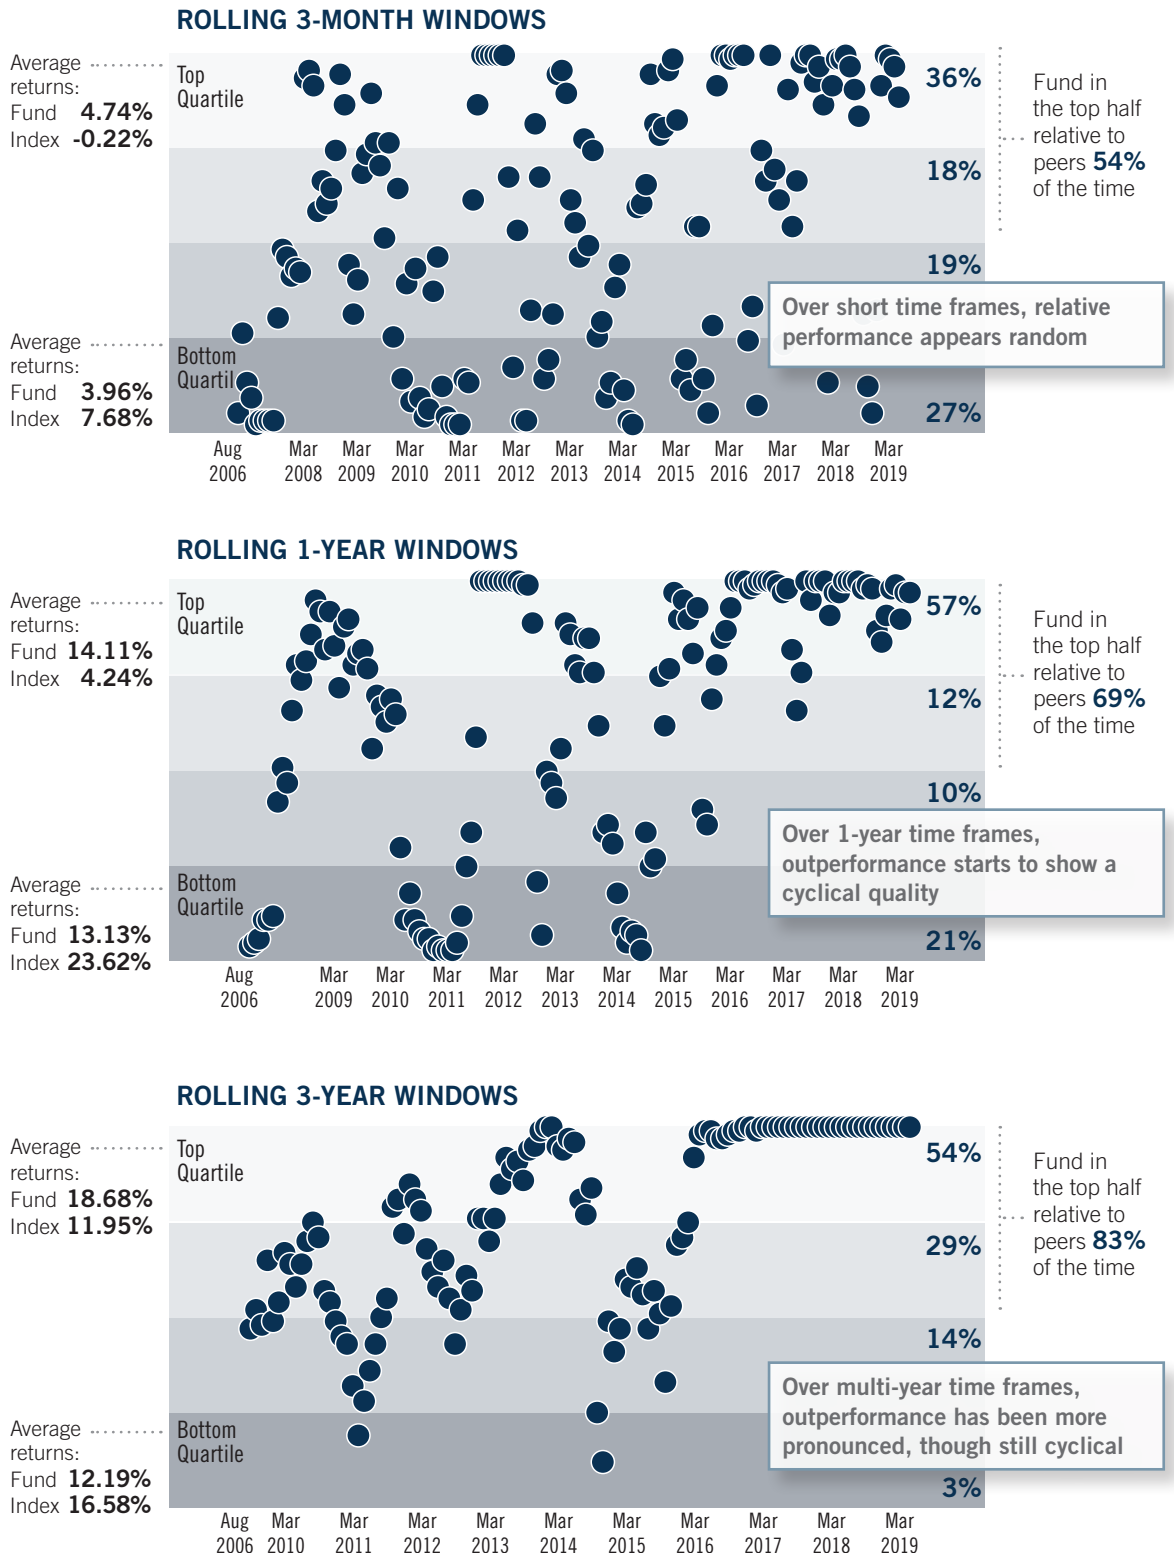 ROLLING 3-MONTH WINDOWS
Average
returns:
Fund 4.74%
Index -0.22%
Top
Quartile
36%
18%
19%
27%
Fund in
the top half
relative to
peers 54%
of the time
Over short time frames, relative
performance appears random
Average
returns:
Fund 3.96%
Index 7.68%
Bottom
Quartil
Aug Mar Mar Mar Mar Mar Mar Mar Mar Mar Mar Mar Mar
2006 2008 2009 2010 2011 2012 2013 2014 2015 2016 2017 2018 2019
ROLLING 1-YEAR WINDOWS
Average
returns:
Fund 14.11%
Index 4.24%
Top
Quartile
57%
12%
10%
21%
Fund in
the top half
relative to
peers 69%
of the time
Over 1-year time frames,
outperformance starts to show a
cyclical quality
Average
returns:
Fund 13.13%
Index 23.62%
Bottom
Quartile
Aug Mar Mar Mar Mar Mar Mar Mar Mar Mar Mar Mar
2006 2009 2010 2011 2012 2013 2014 2015 2016 2017 2018 2019
ROLLING 3-YEAR WINDOWS
Average
returns:
Fund 18.68%
Index 11.95%
Top
Quartile
54%
29%
14%
3%
Fund in
the top half
relative to
peers 83%
of the time
Over multi-year time frames,
outperformance has been more
pronounced, though still cyclical
Average
returns:
Fund 12.19%
Index 16.58%
Bottom
Quartile
Aug Mar Mar Mar Mar Mar Mar Mar Mar Mar Mar
2006 2010 2011 2012 2013 2014 2015 2016 2017 2018 2019